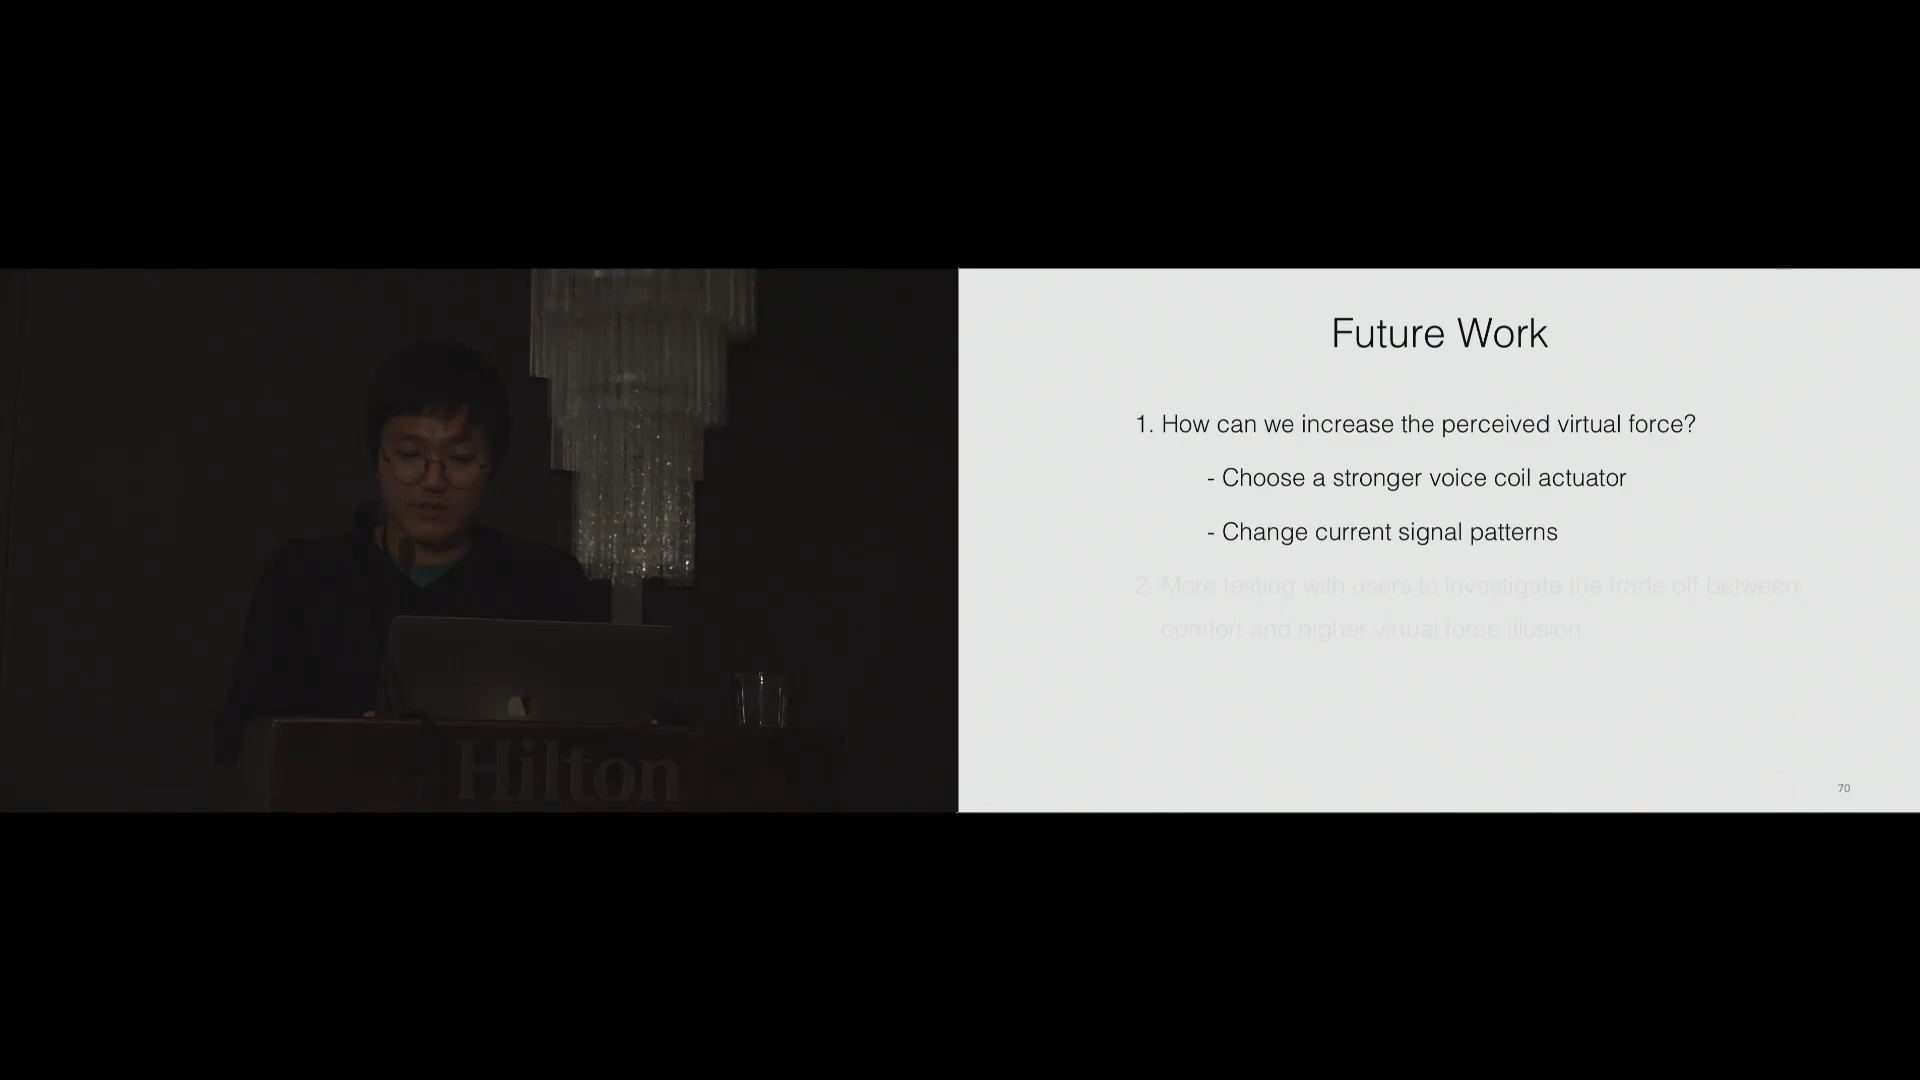 Future Work
1. How can we increase the perceived virtual force?
- Choose a stronger voice coil actuator
- Change current signal patterns
2. More testing with users to investigate the trade off between
comfort and higher virtual force illusion
70
Hilton